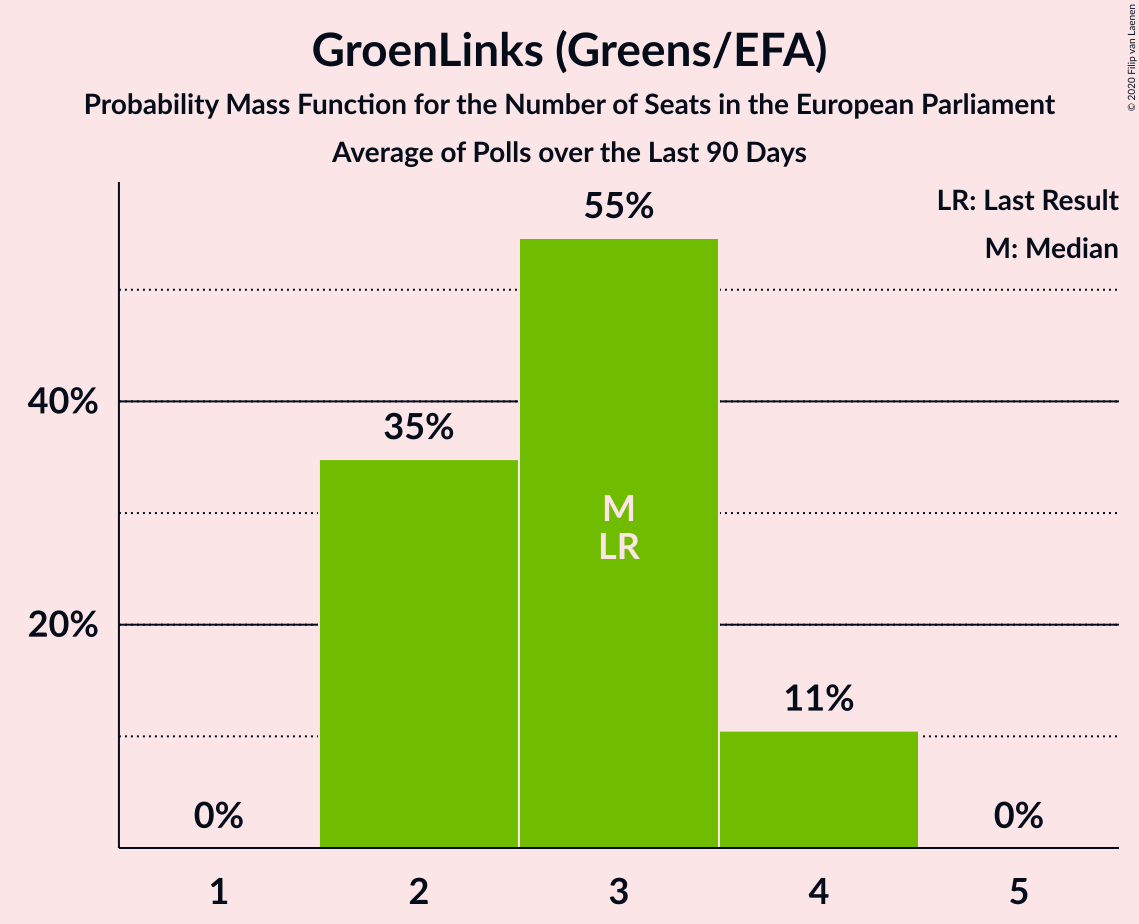 GroenLinks (Greens/EFA)
Probability Mass Function for the Number of Seats in the European Parliament
Average of Polls over the Last 90 Days
© 2020 Filip van Laenen
LR: Last Result
M: Median
55%
40%
35%
M
LR
20%
11%
0%
0%
1
2
3
4
5